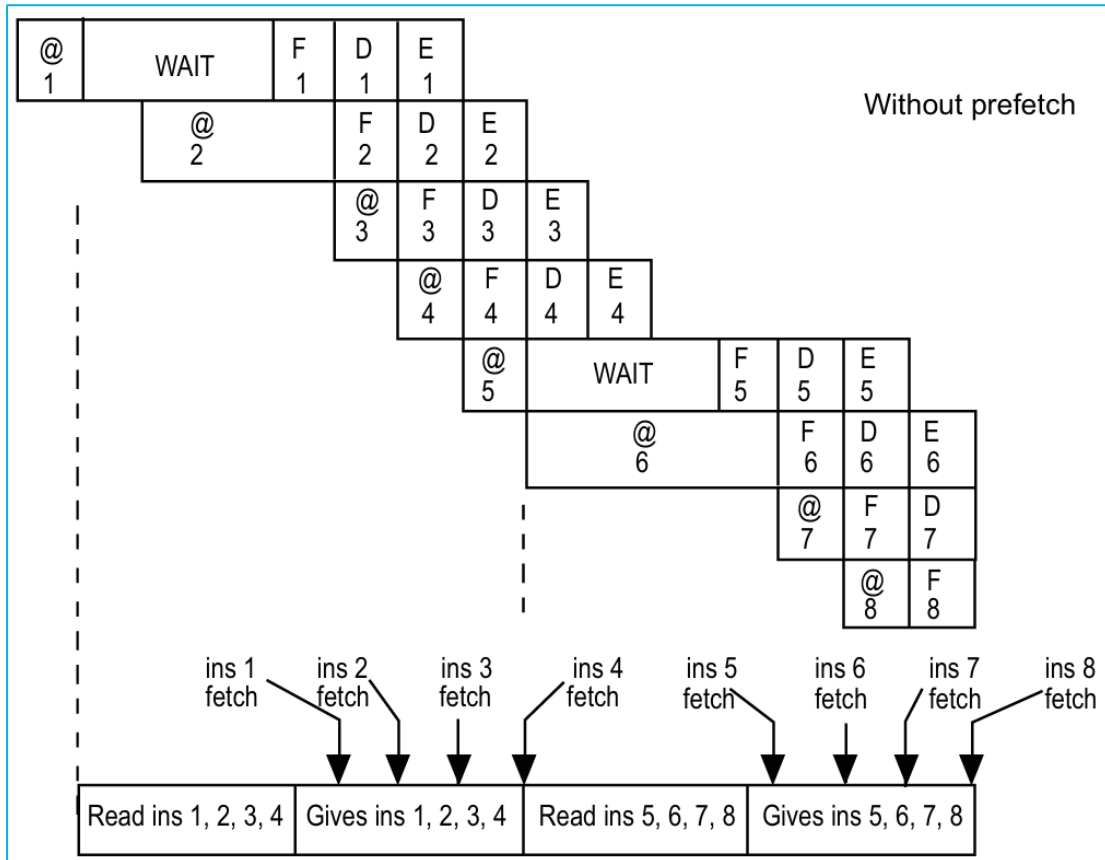 @ WAIT F D E
1 1 1 1
Without prefetch
@ F D E
2 2 2 2
@ F D E
3 3 3 3
@ F D E
4 4 4 4
@ WAIT F D E
5 5 5 5
@ F D E
6 6 6 6
@ F D
7 7 7
@ F
8 8
ins 1 ins 2 ins 3 ins 4 ins 5 ins 6 ins 7 ins 8
fetch fetch fetch fetch fetch fetch fetch fetch
Read ins 1, 2, 3, 4 Gives ins 1, 2, 3, 4 Read ins 5, 6, 7, 8 Gives ins 5, 6, 7, 8